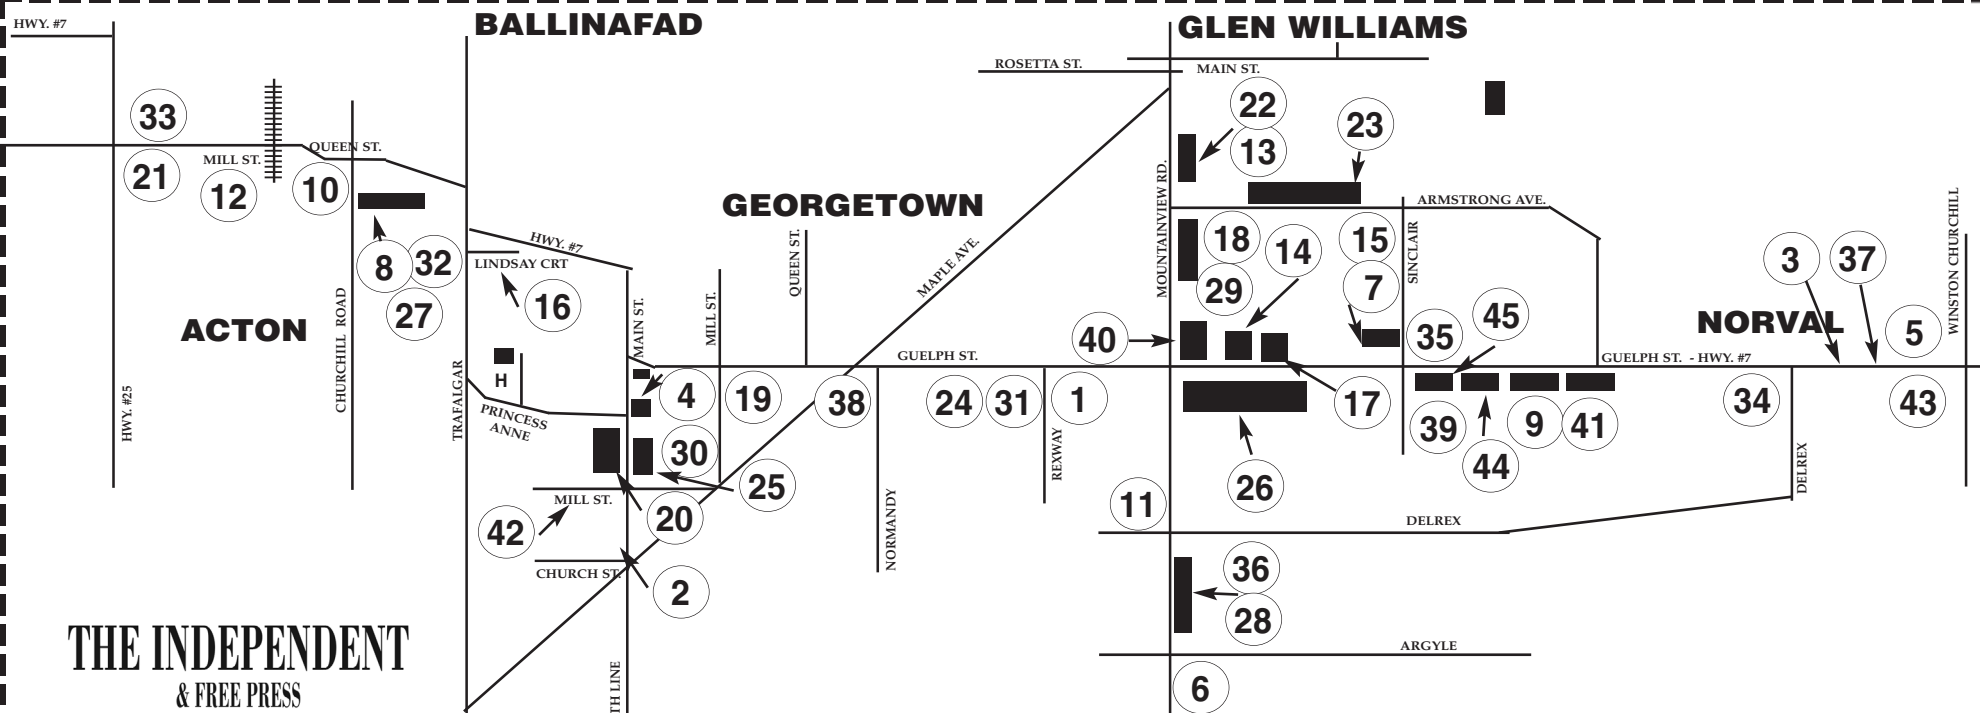 HWY. #7
BALLINAFAD
GLEN WILLIAMS
ROSETTA ST.
MAIN ST.
33
22
23
13
QUEEN ST.
MILL ST.
21
12
10
ARMSTRONG AVE.
GEORGETOWN
MOUNTAINVIEW RD.
WINSTON CHURCHILL
HWY. #7
LINDSAY CRT
8
32
27
16
QUEEN ST.
MAPLE AVE.
18
14
15
29
7
SINCLAIR
3
37
NORVAL
5
ACTON
CHURCHILL ROAD
MAIN ST.
MILL ST.
40
35
45
GUELPH ST.
GUELPH ST. - HWY. #7
HWY. #25
TRAFALGAR
H
PRINCESS
ANNE
4
19
38
24
31
1
17
39
9
41
34
43
30
25
REXWAY
26
44
DELREX
MILL ST.
42
20
NORMANDY
11
DELREX
CHURCH ST.
2
36
28
THE INDEPENDENT
& FREE PRESS
TH LINE
ARGYLE
6